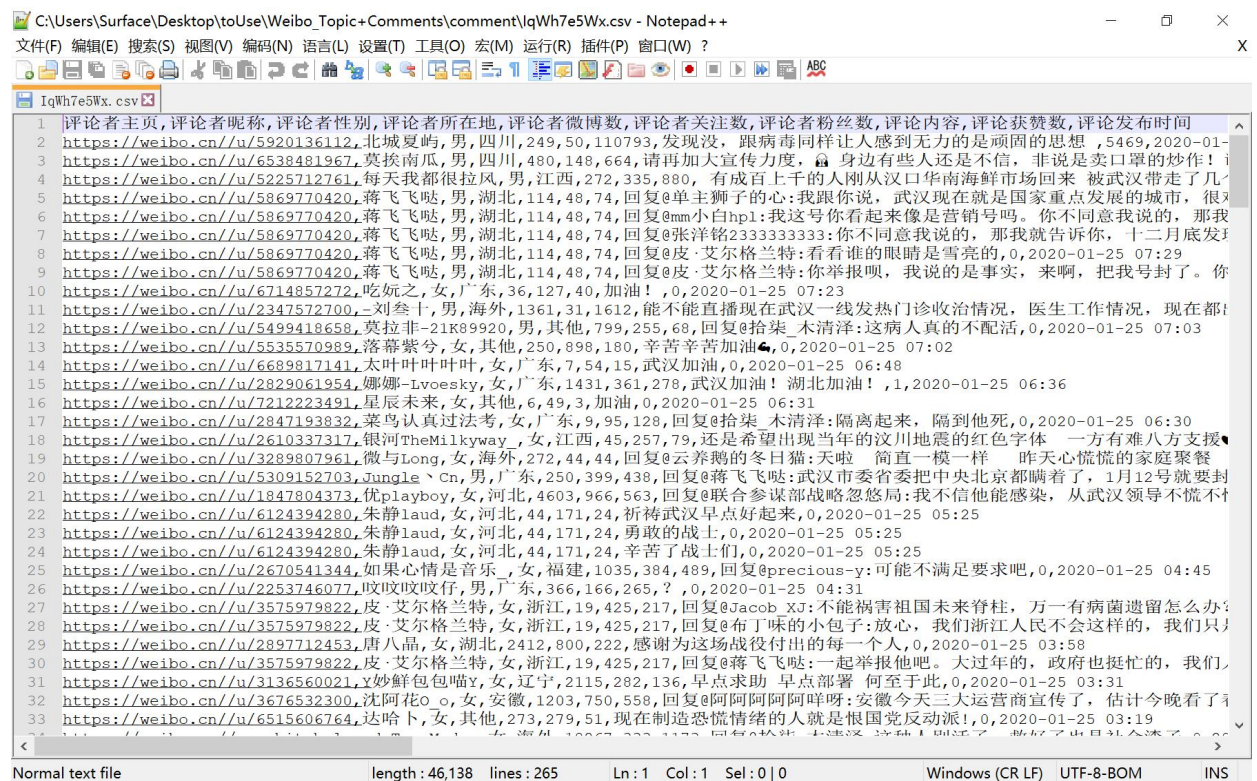 C:\Users\Surface\Desktop\toUse\Weibo_Topic+Comments\comment\IqWh7e5Wx.csv - Notepad++
文件(F) 编辑(E) 搜索(S) 视图(V) 编码(N) 语言(L) 设置(T) 工具(O) 宏(M) 运行(R) 插件(P) 窗口(W) ? X
ABC
IqWh7e5Wx.csv
1 评论者主页,评论者昵称,评论者性别,评论者所在地,评论者微博数,评论者关注数,评论者粉丝数,评论内容,评论获赞数,评论发布时间
2 https://weibo.cn//u/5920136112,北城夏屿,男,四川,249,50,110793,发现没，跟病毒同样让人感到无力的是顽固的思想 ,5469,2020-01-
3 https://weibo.cn//u/6538481967,莫挨南瓜,男,四川,480,148,664,请再加大宣传力度， 身边有些人还是不信，非说是卖口罩的炒作！
4 https://weibo.cn//u/5225712761,每天我都很拉风,男,江西,272,335,880, 有成百上千的人刚从汉口华南海鲜市场回来 被武汉带走了几
5 https://weibo.cn//u/5869770420,蒋飞飞哒,男,湖北,114,48,74,回复@单主狮子的心:我跟你说，武汉现在就是国家重点发展的城市，很
6 https://weibo.cn//u/5869770420,蒋飞飞哒,男,湖北,114,48,74,回复@mm小白hpl:我这号你看起来像是营销号吗。你不同意我说的，那我
7 https://weibo.cn//u/5869770420,蒋飞飞哒,男,湖北,114,48,74,回复@张洋铭2333333333:你不同意我说的，那我就告诉你，十二月底发
8 https://weibo.cn//u/5869770420,蒋飞飞哒,男,湖北,114,48,74,回复@皮·艾尔格兰特:看看谁的眼睛是雪亮的,0,2020-01-25 07:29
9 https://weibo.cn//u/5869770420,蒋飞飞哒,男,湖北,114,48,74,回复@皮·艾尔格兰特:你举报呗，我说的是事实，来啊，把我号封了。你
10 https://weibo.cn//u/6714857272,吃妧之,女,广东,36,127,40,加油！,0,2020-01-25 07:23
11 https://weibo.cn//u/2347572700,-刘叁十,男,海外,1361,31,1612,能不能直播现在武汉一线发热门诊收治情况，医生工作情况，现在都
12 https://weibo.cn//u/5499418658,莫拉非-21K89920,男,其他,799,255,68,回复@拾柒_木清泽:这病人真的不配活,0,2020-01-25 07:03
13 https://weibo.cn//u/5535570989,落幕紫兮,女,其他,250,898,180,辛苦辛苦加油💪,0,2020-01-25 07:02
14 https://weibo.cn//u/6689817141,太叶叶叶叶叶,女,广东,7,54,15,武汉加油,0,2020-01-25 06:48
15 https://weibo.cn//u/2829061954,娜娜-Lvoesky,女,广东,1431,361,278,武汉加油！湖北加油！,1,2020-01-25 06:36
16 https://weibo.cn//u/7212223491,星辰未来,女,其他,6,49,3,加油,0,2020-01-25 06:31
17 https://weibo.cn//u/2847193832,菜鸟认真过法考,女,广东,9,95,128,回复@拾柒_木清泽:隔离起来，隔到他死,0,2020-01-25 06:30
18 https://weibo.cn//u/2610337317,银河TheMilkyway_,女,江西,45,257,79,还是希望出现当年的汶川地震的红色字体 一方有难八方支援
19 https://weibo.cn//u/3289807961,微与Long,女,海外,272,44,44,回复@云养鹅的冬日猫:天啦 简直一模一样 昨天心慌慌的家庭聚餐
20 https://weibo.cn//u/5309152703,Jungle丶Cn,男,广东,250,399,438,回复@蒋飞飞哒:武汉市委省委把中央北京都瞒着了，1月12号就要封
21 https://weibo.cn//u/1847804373,优playboy,女,河北,4603,966,563,回复@联合参谋部战略忽悠局:我不信他能感染，从武汉领导不慌不
22 https://weibo.cn//u/6124394280,朱静laud,女,河北,44,171,24,祈祷武汉早点好起来,0,2020-01-25 05:25
23 https://weibo.cn//u/6124394280,朱静laud,女,河北,44,171,24,勇敢的战士,0,2020-01-25 05:25
24 https://weibo.cn//u/6124394280,朱静laud,女,河北,44,171,24,辛苦了战士们,0,2020-01-25 05:25
25 https://weibo.cn//u/2670541344,如果心情是音乐_,女,福建,1035,384,489,回复@precious-y:可能不满足要求吧,0,2020-01-25 04:45
26 https://weibo.cn//u/2253746077,吺吺吺吺仔,男,广东,366,166,265,？,0,2020-01-25 04:31
27 https://weibo.cn//u/3575979822,皮·艾尔格兰特,女,浙江,19,425,217,回复@Jacob_XJ:不能祸害祖国未来脊柱，万一有病菌遗留怎么办?
28 https://weibo.cn//u/3575979822,皮·艾尔格兰特,女,浙江,19,425,217,回复@布丁味的小包子:放心，我们浙江人民不会这样的，我们只
29 https://weibo.cn//u/2897712453,唐八晶,女,湖北,2412,800,222,感谢为这场战役付出的每一个人,0,2020-01-25 03:58
30 https://weibo.cn//u/3575979822,皮·艾尔格兰特,女,浙江,19,425,217,回复@蒋飞飞哒:一起举报他吧。大过年的，政府也挺忙的，我们
31 https://weibo.cn//u/3136560021,Y妙鲜包包喵Y,女,辽宁,2115,282,136,早点求助 早点部署 何至于此,0,2020-01-25 03:31
32 https://weibo.cn//u/3676532300,沈阿花O_o,女,安徽,1203,750,558,回复@阿阿阿阿阿咩呀:安徽今天三大运营商宣传了，估计今晚看了
33 https://weibo.cn//u/6515606764,达哈卜,女,其他,273,279,51,现在制造恐慌情绪的人就是恨国党反动派!,0,2020-01-25 03:19
Normal text file length : 46,138 lines : 265 Ln : 1 Col : 1 Sel : 0 | 0 Windows (CR LF) UTF-8-BOM INS